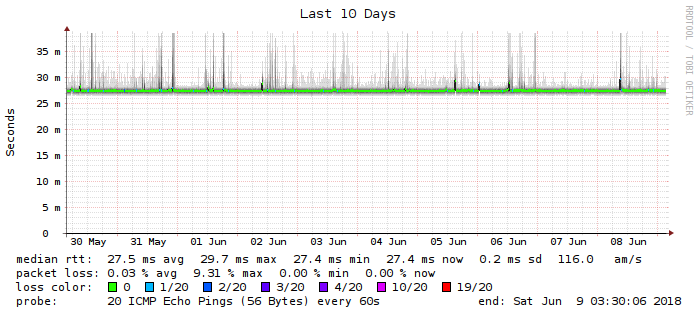 Last 10 Days
RRDTOOL / TOBI OETIKER
Seconds
35 m
30 m
25 m
20 m
15 m
10 m
5 m
0
30 May 31 May 01 Jun 02 Jun 03 Jun 04 Jun 05 Jun 06 Jun 07 Jun 08 Jun
median rtt: 27.5 ms avg 29.7 ms max 27.4 ms min 27.4 ms now 0.2 ms sd 116.0 am/s
packet loss: 0.03 % avg 9.31 % max 0.00 % min 0.00 % now
loss color: 0 1/20 2/20 3/20 4/20 10/20 19/20
probe: 20 ICMP Echo Pings (56 Bytes) every 60s end: Sat Jun 9 03:30:06 2018